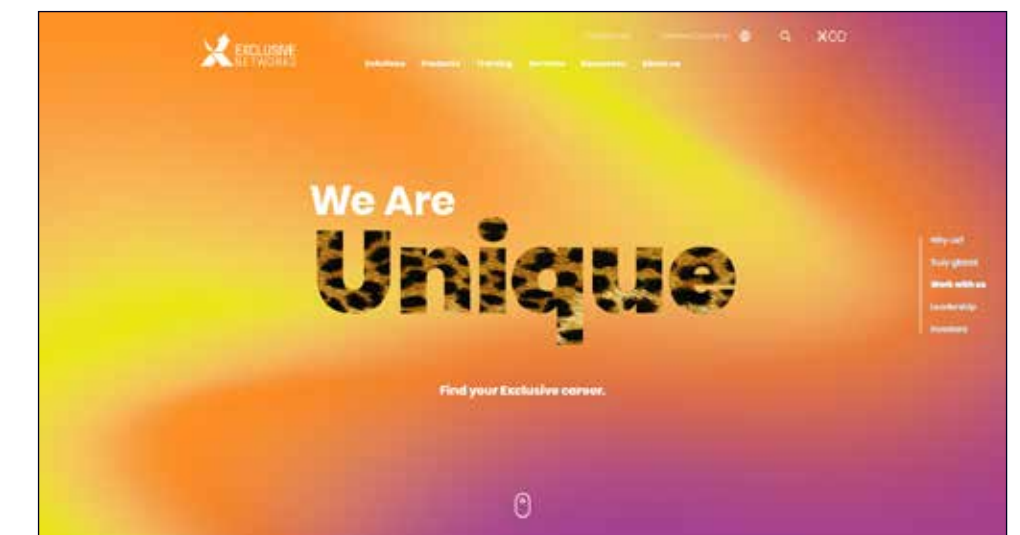 EXCLUSIVE
NETWORKS
XOD
Solutions Products Training Services Resources About us
We Are
Unique
Why us?
Truly global
Work with us
Leadership
Investors
Find your Exclusive career.